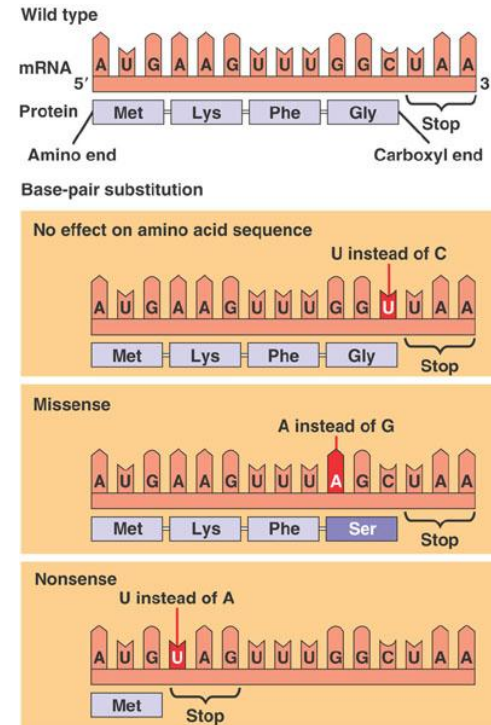 Wild type
mRNA
A U G A A G U U U G G C U A A
5′
3
Protein
Met Lys Phe Gly
Stop
Amino end
Carboxyl end
Base-pair substitution
No effect on amino acid sequence
U instead of C
A U G A A G U U U G G U U A A
Met Lys Phe Gly
Stop
Missense
A instead of G
A U G A A G U U U A G C U A A
Met Lys Phe Ser
Stop
Nonsense
U instead of A
A U G U A G U U U G G C U A A
Met
Stop